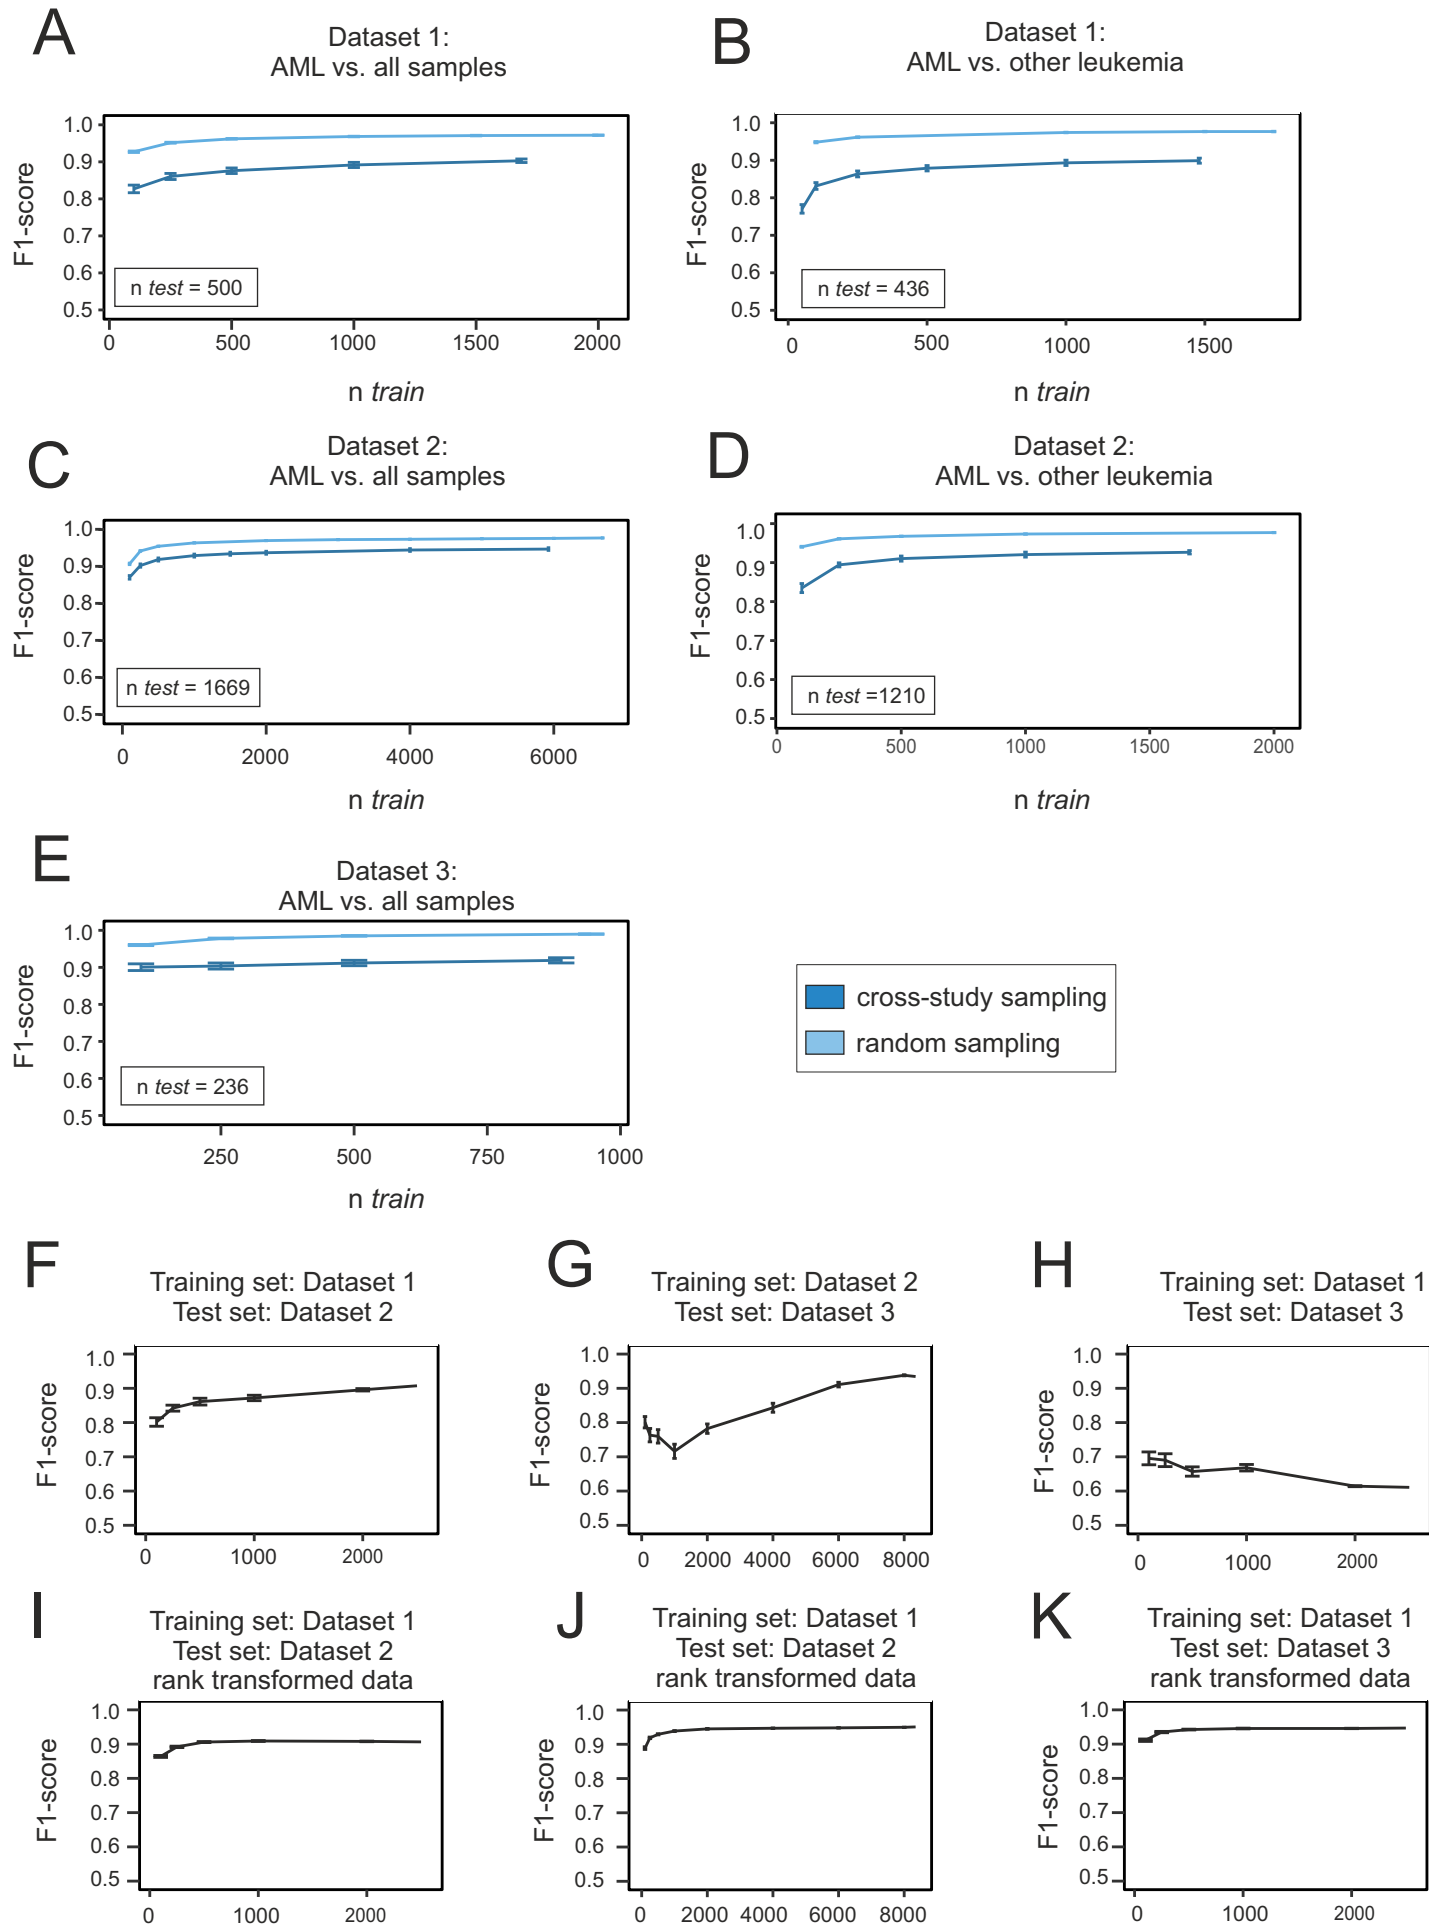 A
Dataset 1:
AML vs. all samples
F1-score
1.0
0.9
0.8
0.7
0.6
0.5
n test = 500
0
500
1000
1500
2000
n train
B
Dataset 1:
AML vs. other leukemia
F1-score
1.0
0.9
0.8
0.7
0.6
0.5
n test = 436
0
500
1000
1500
n train
C
Dataset 2:
AML vs. all samples
F1-score
1.0
0.9
0.8
0.7
0.6
0.5
n test = 1669
0
2000
4000
6000
n train
D
Dataset 2:
AML vs. other leukemia
F1-score
1.0
0.9
0.8
0.7
0.6
0.5
n test =1210
0
500
1000
1500
2000
n train
E
Dataset 3:
AML vs. all samples
F1-score
1.0
0.9
0.8
0.7
0.6
0.5
n test = 236
250
500
750
1000
n train
cross-study sampling
random sampling
F
Training set: Dataset 1
Test set: Dataset 2
F1-score
1.0
0.9
0.8
0.7
0.6
0.5
0
1000
2000
G
Training set: Dataset 2
Test set: Dataset 3
F1-score
1.0
0.9
0.8
0.7
0.6
0.5
0
2000
4000
6000
8000
H
Training set: Dataset 1
Test set: Dataset 3
F1-score
1.0
0.9
0.8
0.7
0.6
0.5
0
1000
2000
I
Training set: Dataset 1
Test set: Dataset 2
rank transformed data
F1-score
1.0
0.9
0.8
0.7
0.6
0.5
0
1000
2000
J
Training set: Dataset 1
Test set: Dataset 2
rank transformed data
F1-score
1.0
0.9
0.8
0.7
0.6
0.5
0
2000
4000
6000
8000
K
Training set: Dataset 1
Test set: Dataset 3
rank transformed data
F1-score
1.0
0.9
0.8
0.7
0.6
0.5
0
1000
2000